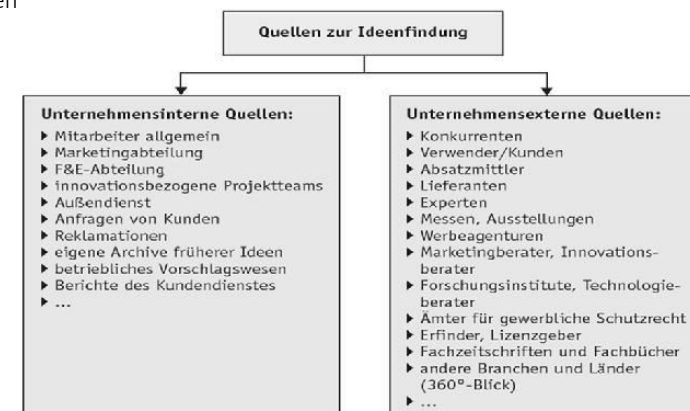 en
Quellen zur Ideenfindung
Unternehmensinterne Quellen:
▶ Mitarbeiter allgemein
▶ Marketingabteilung
▶ F&E-Abteilung
▶ innovationsbezogene Projektteams
▶ Außendienst
▶ Anfragen von Kunden
▶ Reklamationen
▶ eigene Archive früherer Ideen
▶ betriebliches Vorschlagswesen
▶ Berichte des Kundendienstes
▶ ...
Unternehmensexterne Quellen:
▶ Konkurrenten
▶ Verwender/Kunden
▶ Absatzmittler
▶ Lieferanten
▶ Experten
▶ Messen, Ausstellungen
▶ Werbeagenturen
▶ Marketingberater, Innovations-
berater
▶ Forschungsinstitute, Technologie-
berater
▶ Ämter für gewerbliche Schutzrecht
▶ Erfinder, Lizenzgeber
▶ Fachzeitschriften und Fachbücher
▶ andere Branchen und Länder
(360°-Blick)
▶ ...